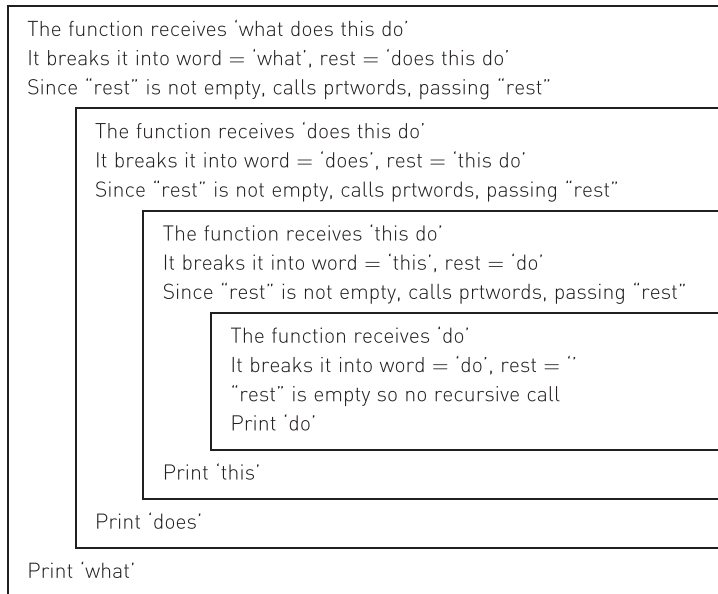 The function receives ‘what does this do’
It breaks it into word = ‘what’, rest = ‘does this do’
Since “rest” is not empty, calls prtwords, passing “rest”
The function receives ‘does this do’
It breaks it into word = ‘does’, rest = ‘this do’
Since “rest” is not empty, calls prtwords, passing “rest”
The function receives ‘this do’
It breaks it into word = ‘this’, rest = ‘do’
Since “rest” is not empty, calls prtwords, passing “rest”
The function receives ‘do’
It breaks it into word = ‘do’, rest = ‘’
“rest” is empty so no recursive call
Print ‘do’
Print ‘this’
Print ‘does’
Print ‘what’